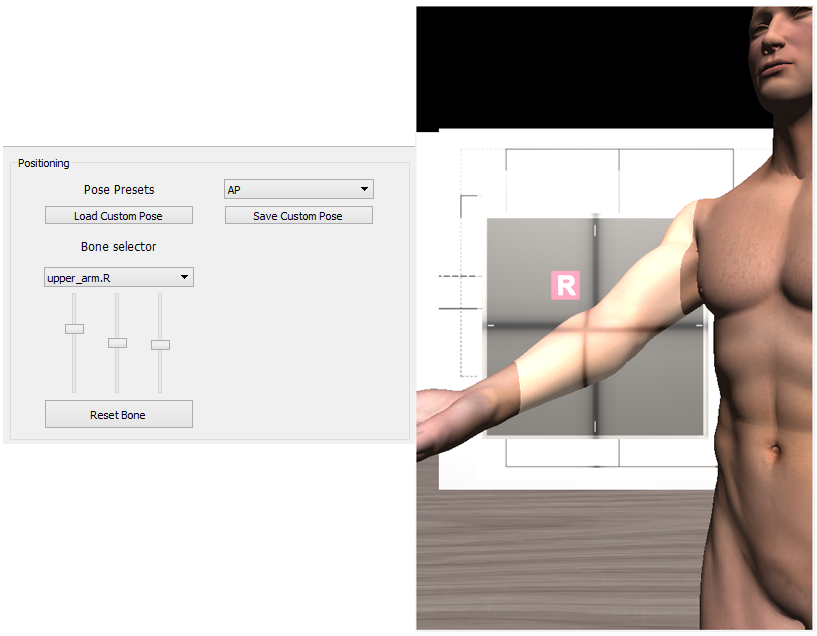 Positioning
Pose Presets
AP
Load Custom Pose
Save Custom Pose
Bone selector
upper_arm.R
Reset Bone
R